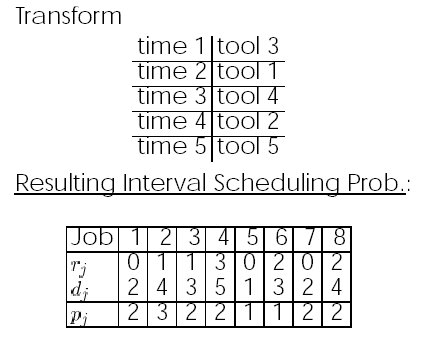 Transform
time 1 tool 3
time 2 tool 1
time 3 tool 4
time 4 tool 2
time 5 tool 5
Resulting Interval Scheduling Prob.:
Job 1 2 3 4 5 6 7 8
rj 0 1 1 3 0 2 0 2
dj 2 4 3 5 1 3 2 4
pj 2 3 2 2 1 1 2 2